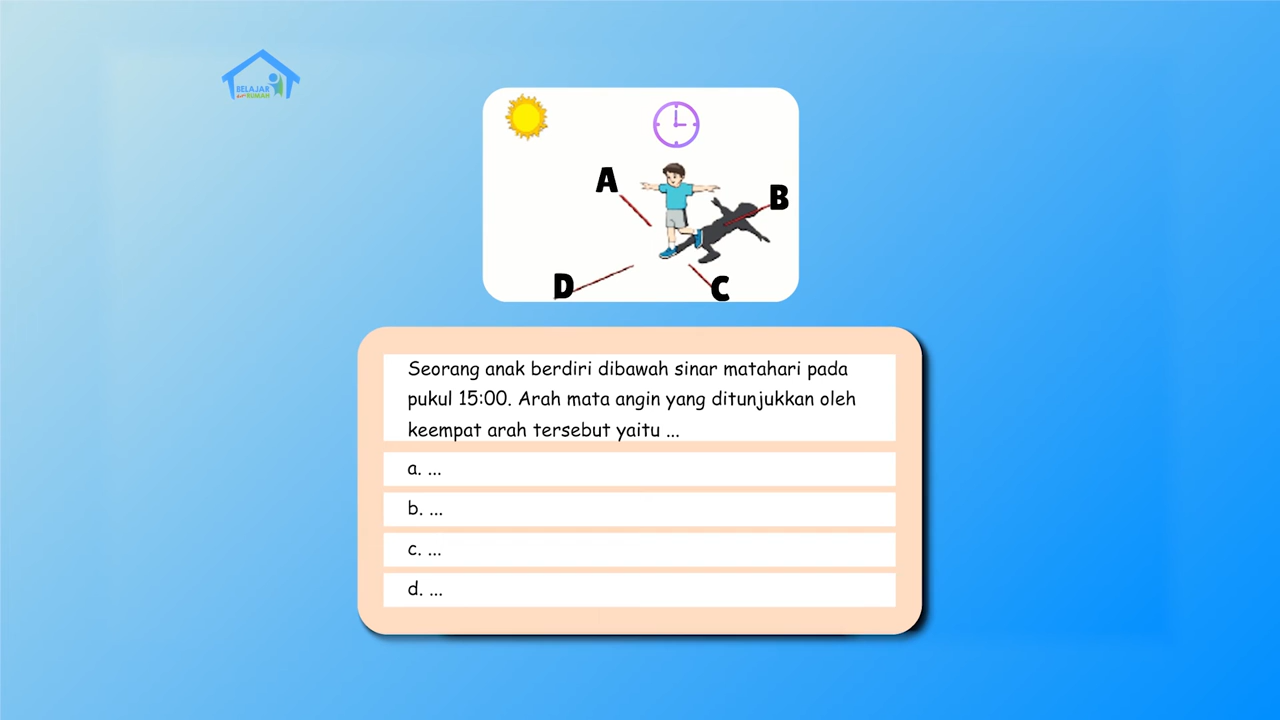 BELAJAR
dari RUMAH
A
B
D
C
Seorang anak berdiri dibawah sinar matahari pada
pukul 15:00. Arah mata angin yang ditunjukkan oleh
keempat arah tersebut yaitu ...
a. ...
b. ...
c. ...
d. ...